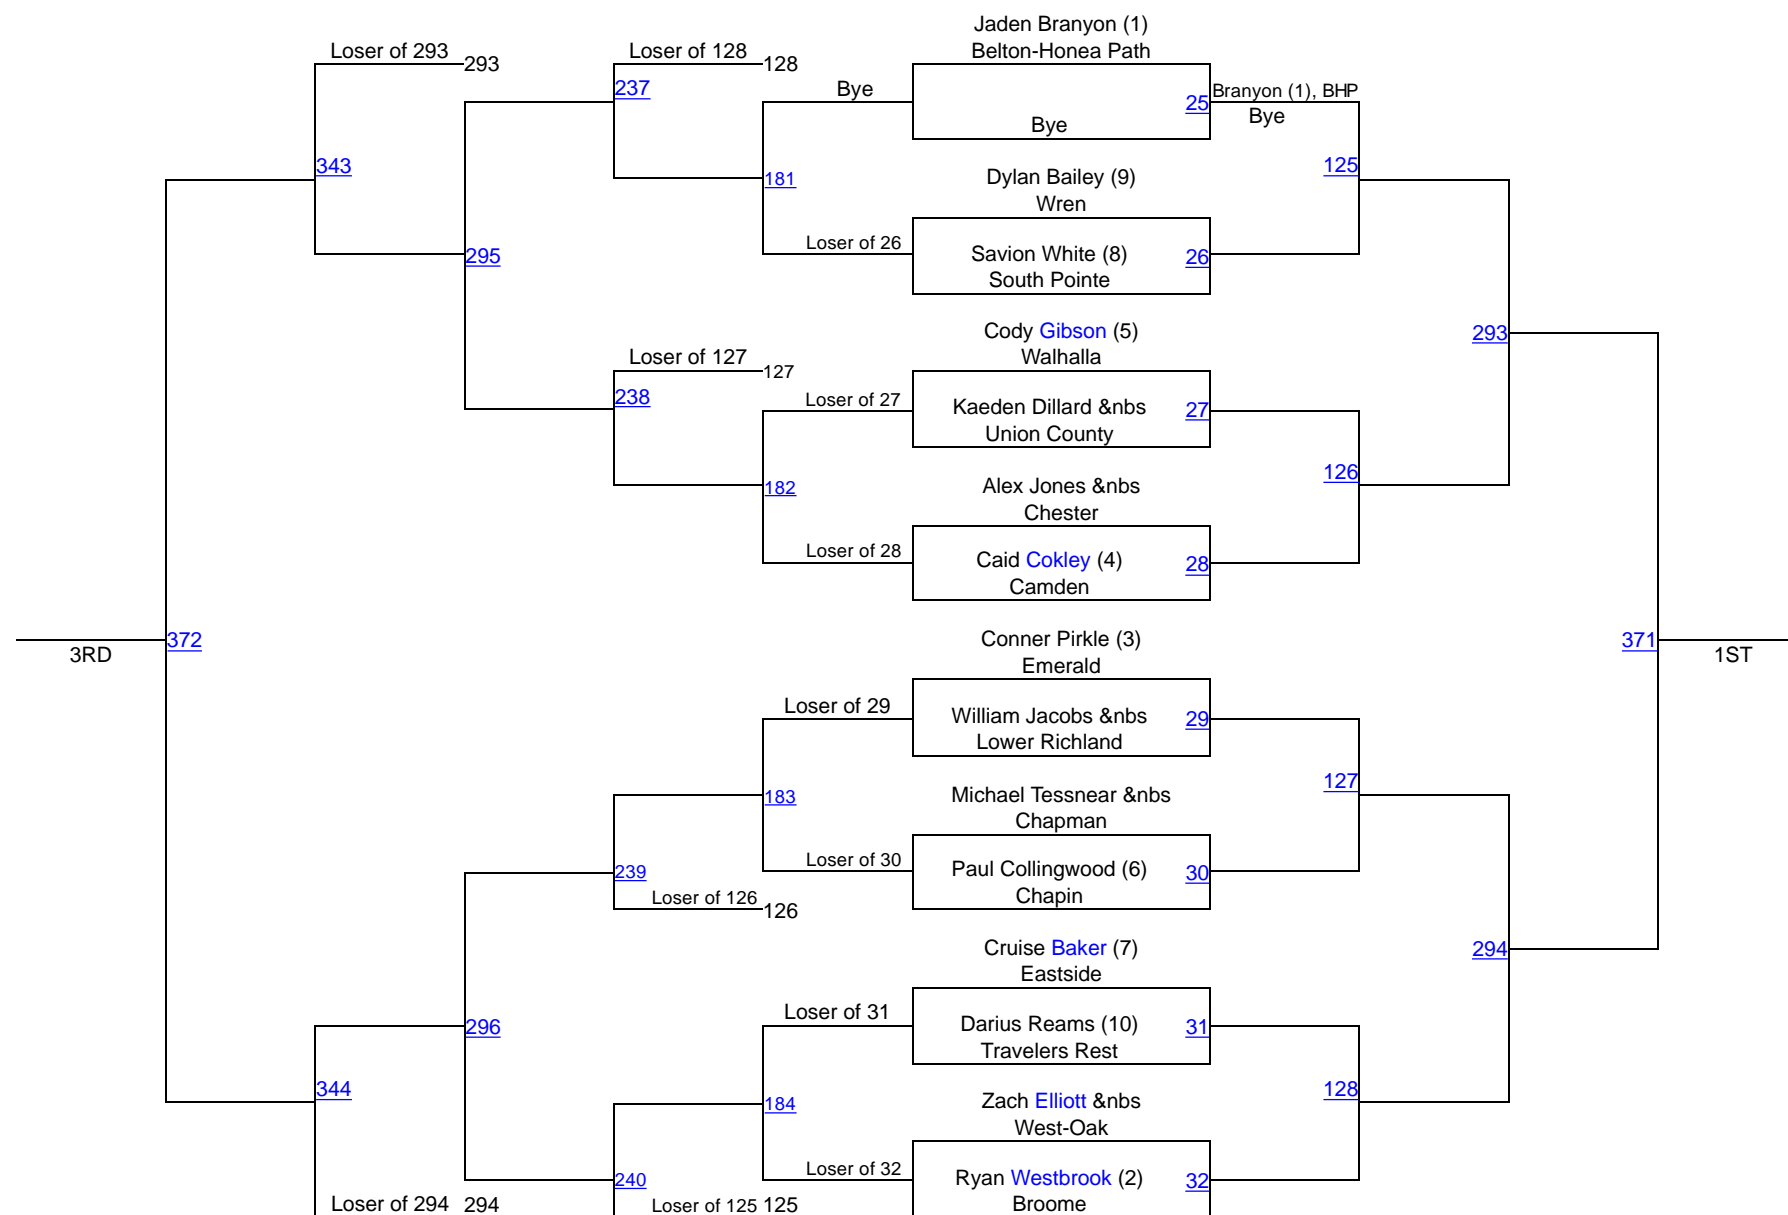 Jaden Branyon (1)
Loser of 293
293
Loser of 128
128
Belton-Honea Path
237
Bye
25
Branyon (1), BHP
Bye
Bye
343
181
Dylan Bailey (9)
125
Wren
295
Loser of 26
Savion White (8)
26
South Pointe
Cody Gibson (5)
293
Loser of 127
127
Walhalla
238
Loser of 27
Kaeden Dillard &nbs
27
Union County
182
Alex Jones &nbs
126
Chester
Loser of 28
Caid Cokley (4)
28
Camden
3RD
372
Conner Pirkle (3)
371
1ST
Emerald
Loser of 29
William Jacobs &nbs
29
Lower Richland
183
Michael Tessnear &nbs
127
Chapman
239
Loser of 30
Paul Collingwood (6)
30
Chapin
Loser of 126
126
Cruise Baker (7)
294
Eastside
296
Loser of 31
Darius Reams (10)
31
Travelers Rest
344
184
Zach Elliott &nbs
128
West-Oak
240
Loser of 32
Ryan Westbrook (2)
32
Broome
Loser of 294
294
Loser of 125
125